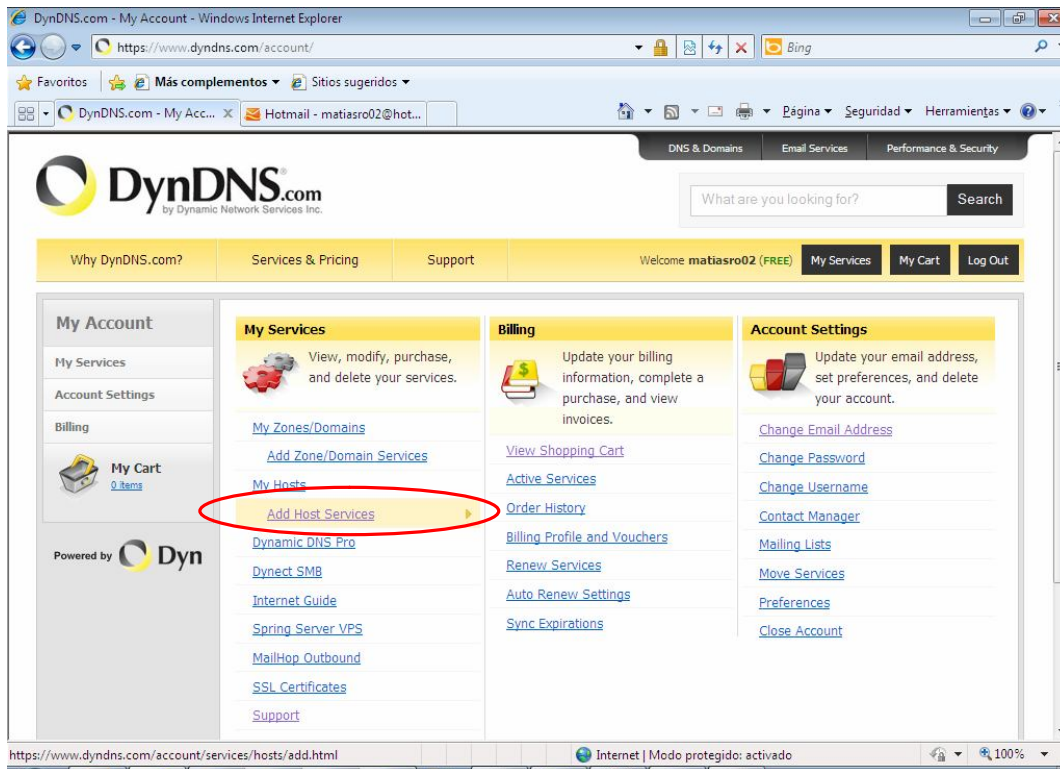 DynDNS.com - My Account - Windows Internet Explorer
https://www.dyndns.com/account/
Bing
Favoritos
Más complementos
Sitios sugeridos
DynDNS.com - My Acc...
Hotmail - matiasro02@hot...
Página
Seguridad
Herramientas
DNS & Domains
Email Services
Performance & Security
DynDNS.com
by Dynamic Network Services Inc.
What are you looking for?
Search
Why DynDNS.com?
Services & Pricing
Support
Welcome matiasro02 (FREE)
My Services
My Cart
Log Out
My Account
My Services
Account Settings
Billing
My Cart
0 items
Powered by Dyn
My Services
View, modify, purchase,
and delete your services.
My Zones/Domains
Add Zone/Domain Services
My Hosts
Add Host Services
Dynamic DNS Pro
Dynect SMB
Internet Guide
Spring Server VPS
MailHop Outbound
SSL Certificates
Support
Billing
Update your billing
information, complete a
purchase, and view
invoices.
View Shopping Cart
Active Services
Order History
Billing Profile and Vouchers
Renew Services
Auto Renew Settings
Sync Expirations
Account Settings
Update your email address,
set preferences, and delete
your account.
Change Email Address
Change Password
Change Username
Contact Manager
Mailing Lists
Move Services
Preferences
Close Account
https://www.dyndns.com/account/services/hosts/add.html
Internet | Modo protegido: activado
100%